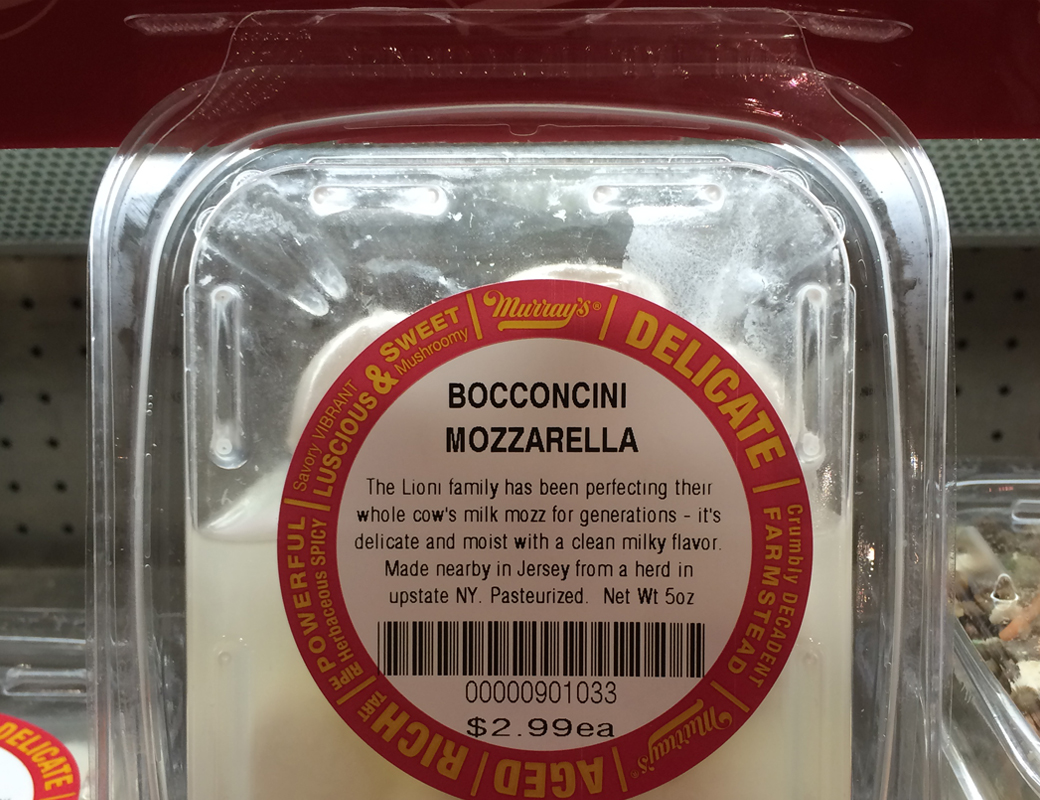 Murray's®
DELICATE
Crumbly DECADENT
FARMSTEAD
Murray's®
AGED
RICH
TART
RIPE
POWERFUL
Herbaceous SPICY
Savory VIBRANT
LUSCIOUS & SWEET
Mushroomy
BOCCONCINI
MOZZARELLA
The Lioni family has been perfecting their
whole cow's milk mozz for generations - it's
delicate and moist with a clean milky flavor.
Made nearby in Jersey from a herd in
upstate NY. Pasteurized. Net Wt 5oz
00000901033
$2.99ea
DELICATE